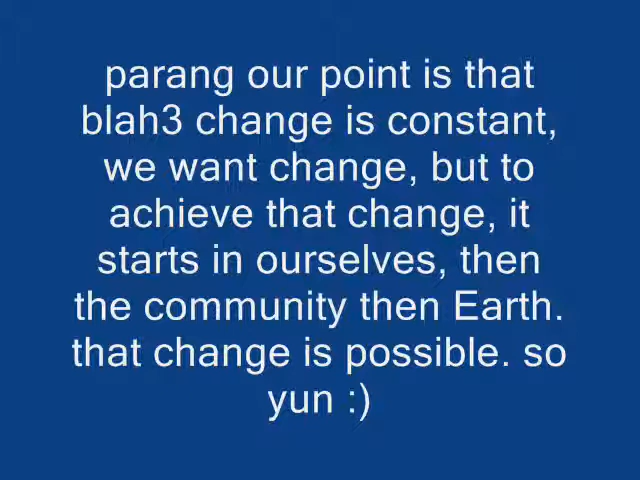 parang our point is that
blah3 change is constant,
we want change, but to
achieve that change, it
starts in ourselves, then
the community then Earth.
that change is possible. so
yun :)